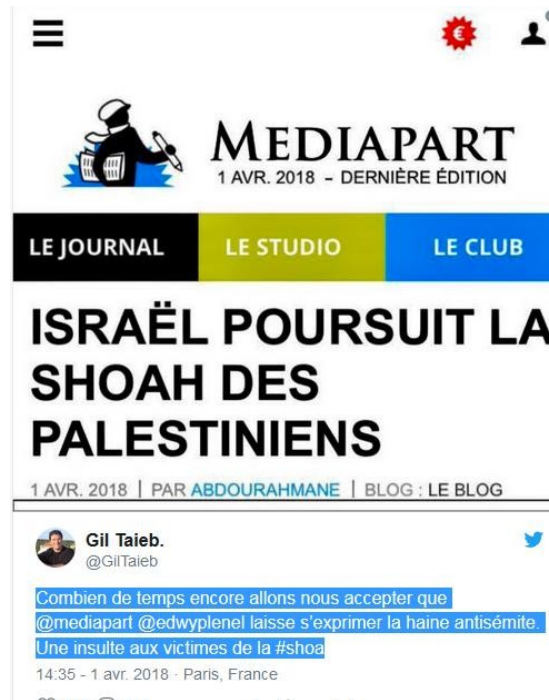 €
MEDIAPART
1 AVR. 2018 – DERNIÈRE ÉDITION
LE JOURNAL LE STUDIO LE CLUB
ISRAËL POURSUIT LA
SHOAH DES
PALESTINIENS
1 AVR. 2018 | PAR ABDOURAHMANE | BLOG : LE BLOG
Gil Taieb.
@GilTaieb
Combien de temps encore allons nous accepter que
@mediapart @edwyplenel laisse s’exprimer la haine antisémite.
Une insulte aux victimes de la #shoa
14:35 - 1 avr. 2018 · Paris, France